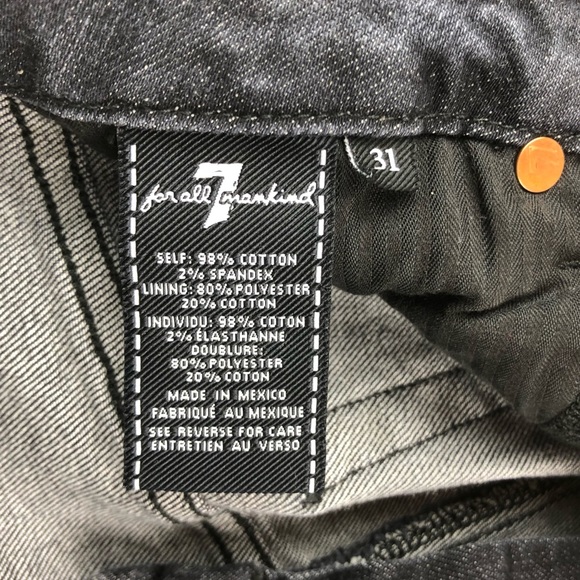 for all 7 mankind
31
SELF: 98% COTTON
2% SPANDEX
LINING: 80% POLYESTER
20% COTTON
INDIVIDU: 98% COTON
2% ÉLASTHANNE
DOUBLURE:
80% POLYESTER
20% COTON
MADE IN MEXICO
FABRIQUÉ AU MEXIQUE
SEE REVERSE FOR CARE
ENTRETIEN AU VERSO